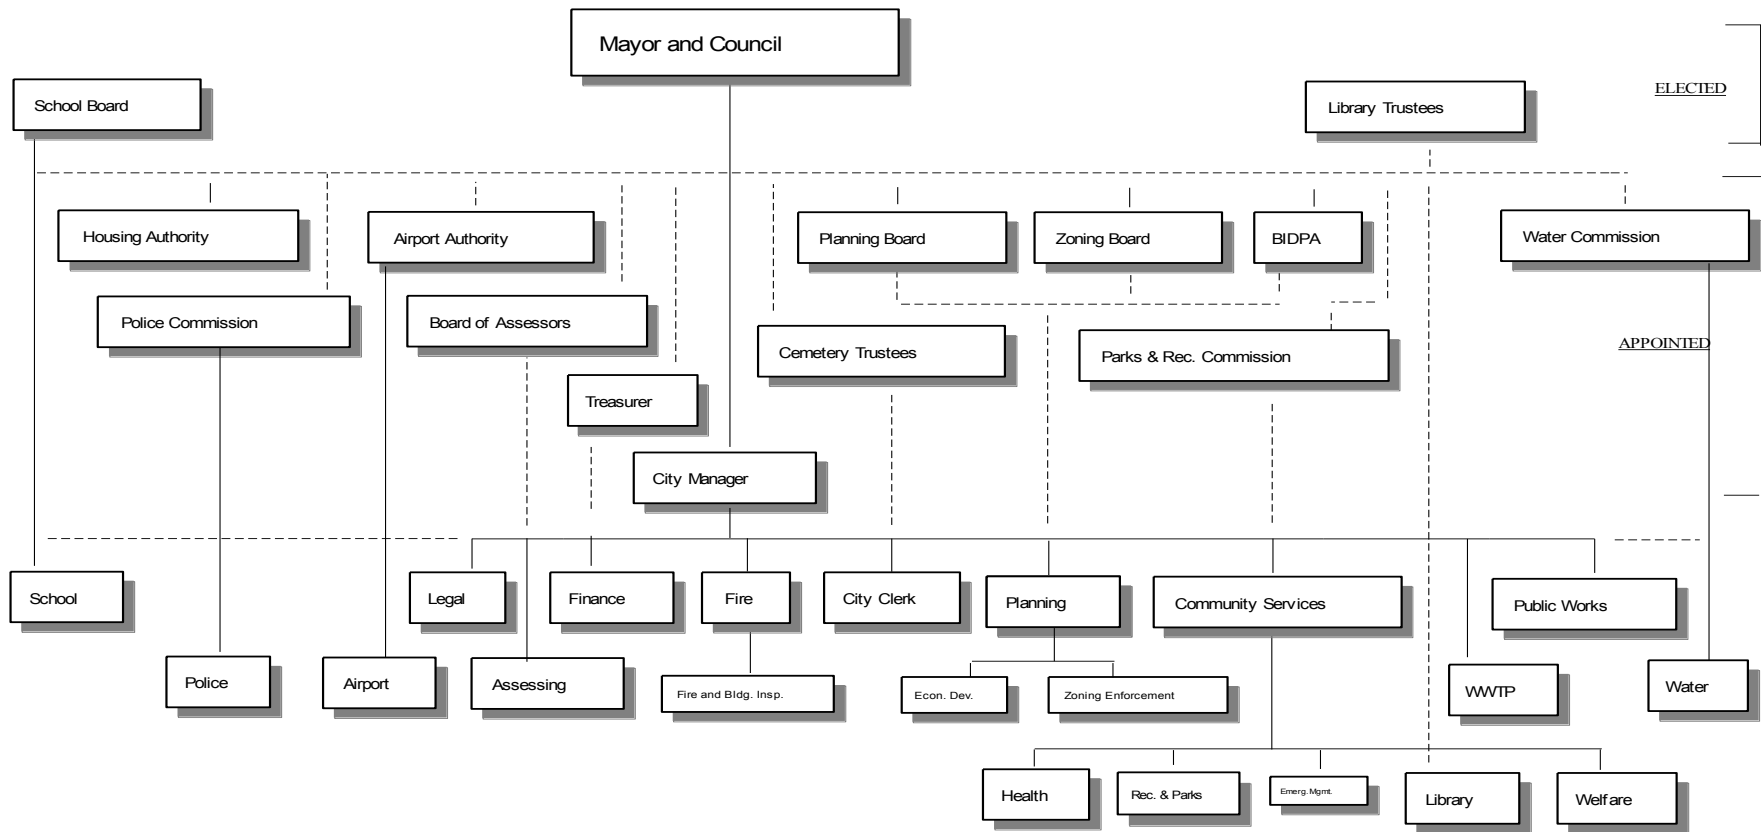 Mayor and Council
School Board
Library Trustees
ELECTED
Housing Authority
Airport Authority
Planning Board
Zoning Board
BIDPA
Water Commission
Police Commission
Board of Assessors
Cemetery Trustees
Parks & Rec. Commission
APPOINTED
Treasurer
City Manager
School
Legal
Finance
Fire
City Clerk
Planning
Community Services
Public Works
Police
Airport
Assessing
Fire and Bldg. Insp.
Econ. Dev.
Zoning Enforcement
WWTP
Water
Health
Rec. & Parks
Emerg. Mgmt.
Library
Welfare